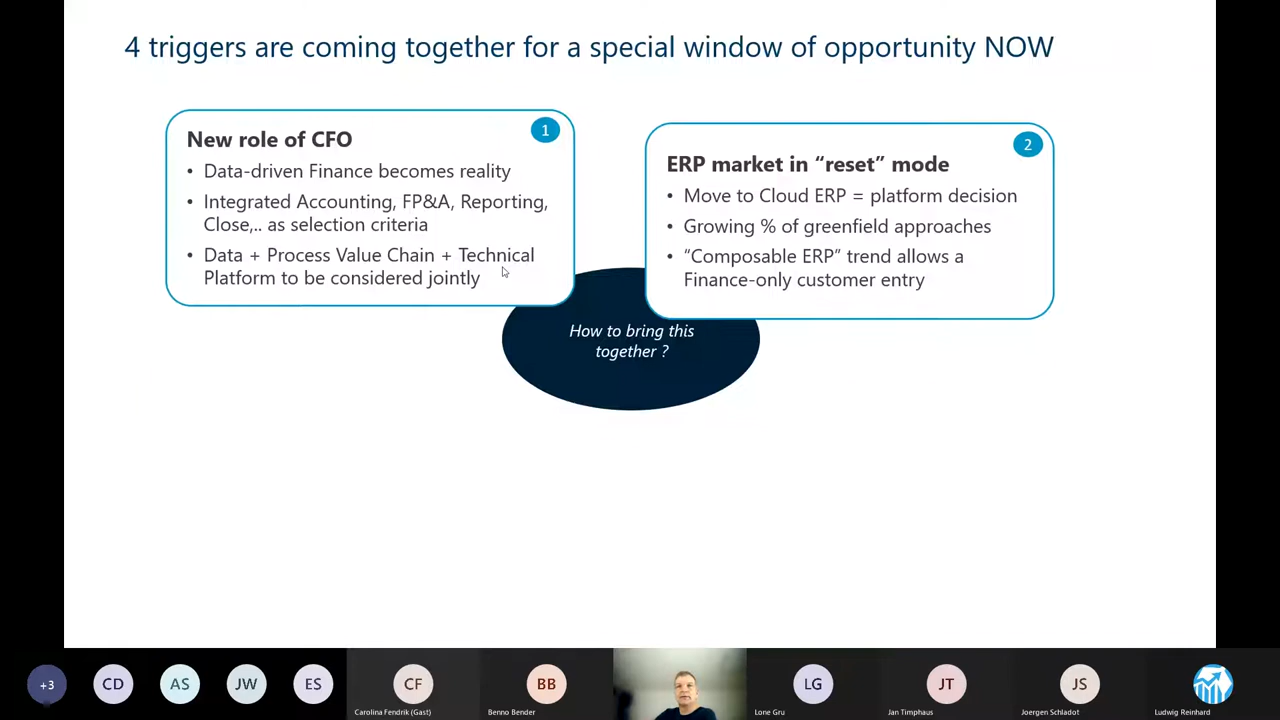 4 triggers are coming together for a special window of opportunity NOW
1
New role of CFO
• Data-driven Finance becomes reality
• Integrated Accounting, FP&A, Reporting,
Close,.. as selection criteria
• Data + Process Value Chain + Technical
Platform to be considered jointly
2
ERP market in “reset” mode
• Move to Cloud ERP = platform decision
• Growing % of greenfield approaches
• “Composable ERP” trend allows a
Finance-only customer entry
How to bring this
together ?
+3
CD
AS
JW
ES
CF
Carolina Fendrik (Gast)
BB
Benno Bender
LG
Lone Gru
JT
Jan Timphaus
JS
Joergen Schladot
Ludwig Reinhard